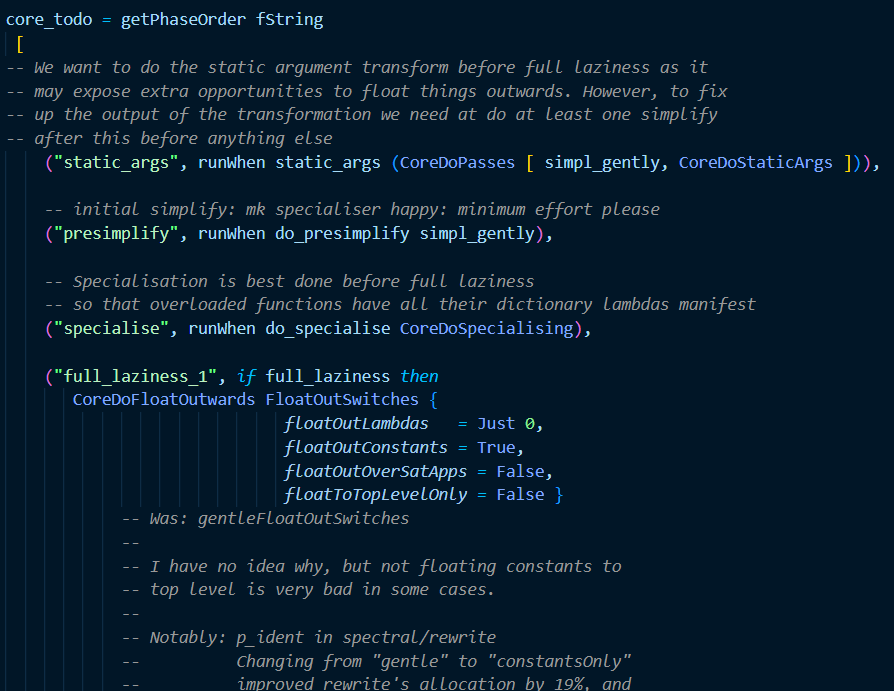 core_todo = getPhaseOrder fString
[
-- We want to do the static argument transform before full laziness as it
-- may expose extra opportunities to float things outwards. However, to fix
-- up the output of the transformation we need at do at least one simplify
-- after this before anything else
("static_args", runWhen static_args (CoreDoPasses [ simpl_gently, CoreDoStaticArgs ])),
-- initial simplify: mk specialiser happy: minimum effort please
("presimplify", runWhen do_presimplify simpl_gently),
-- Specialisation is best done before full laziness
-- so that overloaded functions have all their dictionary lambdas manifest
("specialise", runWhen do_specialise CoreDoSpecialising),
("full_laziness_1", if full_laziness then
CoreDoFloatOutwards FloatOutSwitches {
floatOutLambdas   = Just 0,
floatOutConstants = True,
floatOutOverSatApps = False,
floatToTopLevelOnly = False }
-- Was: gentleFloatOutSwitches
--
-- I have no idea why, but not floating constants to
-- top level is very bad in some cases.
--
-- Notably: p_ident in spectral/rewrite
--          Changing from "gentle" to "constantsOnly"
--          improved rewrite's allocation by 19%, and